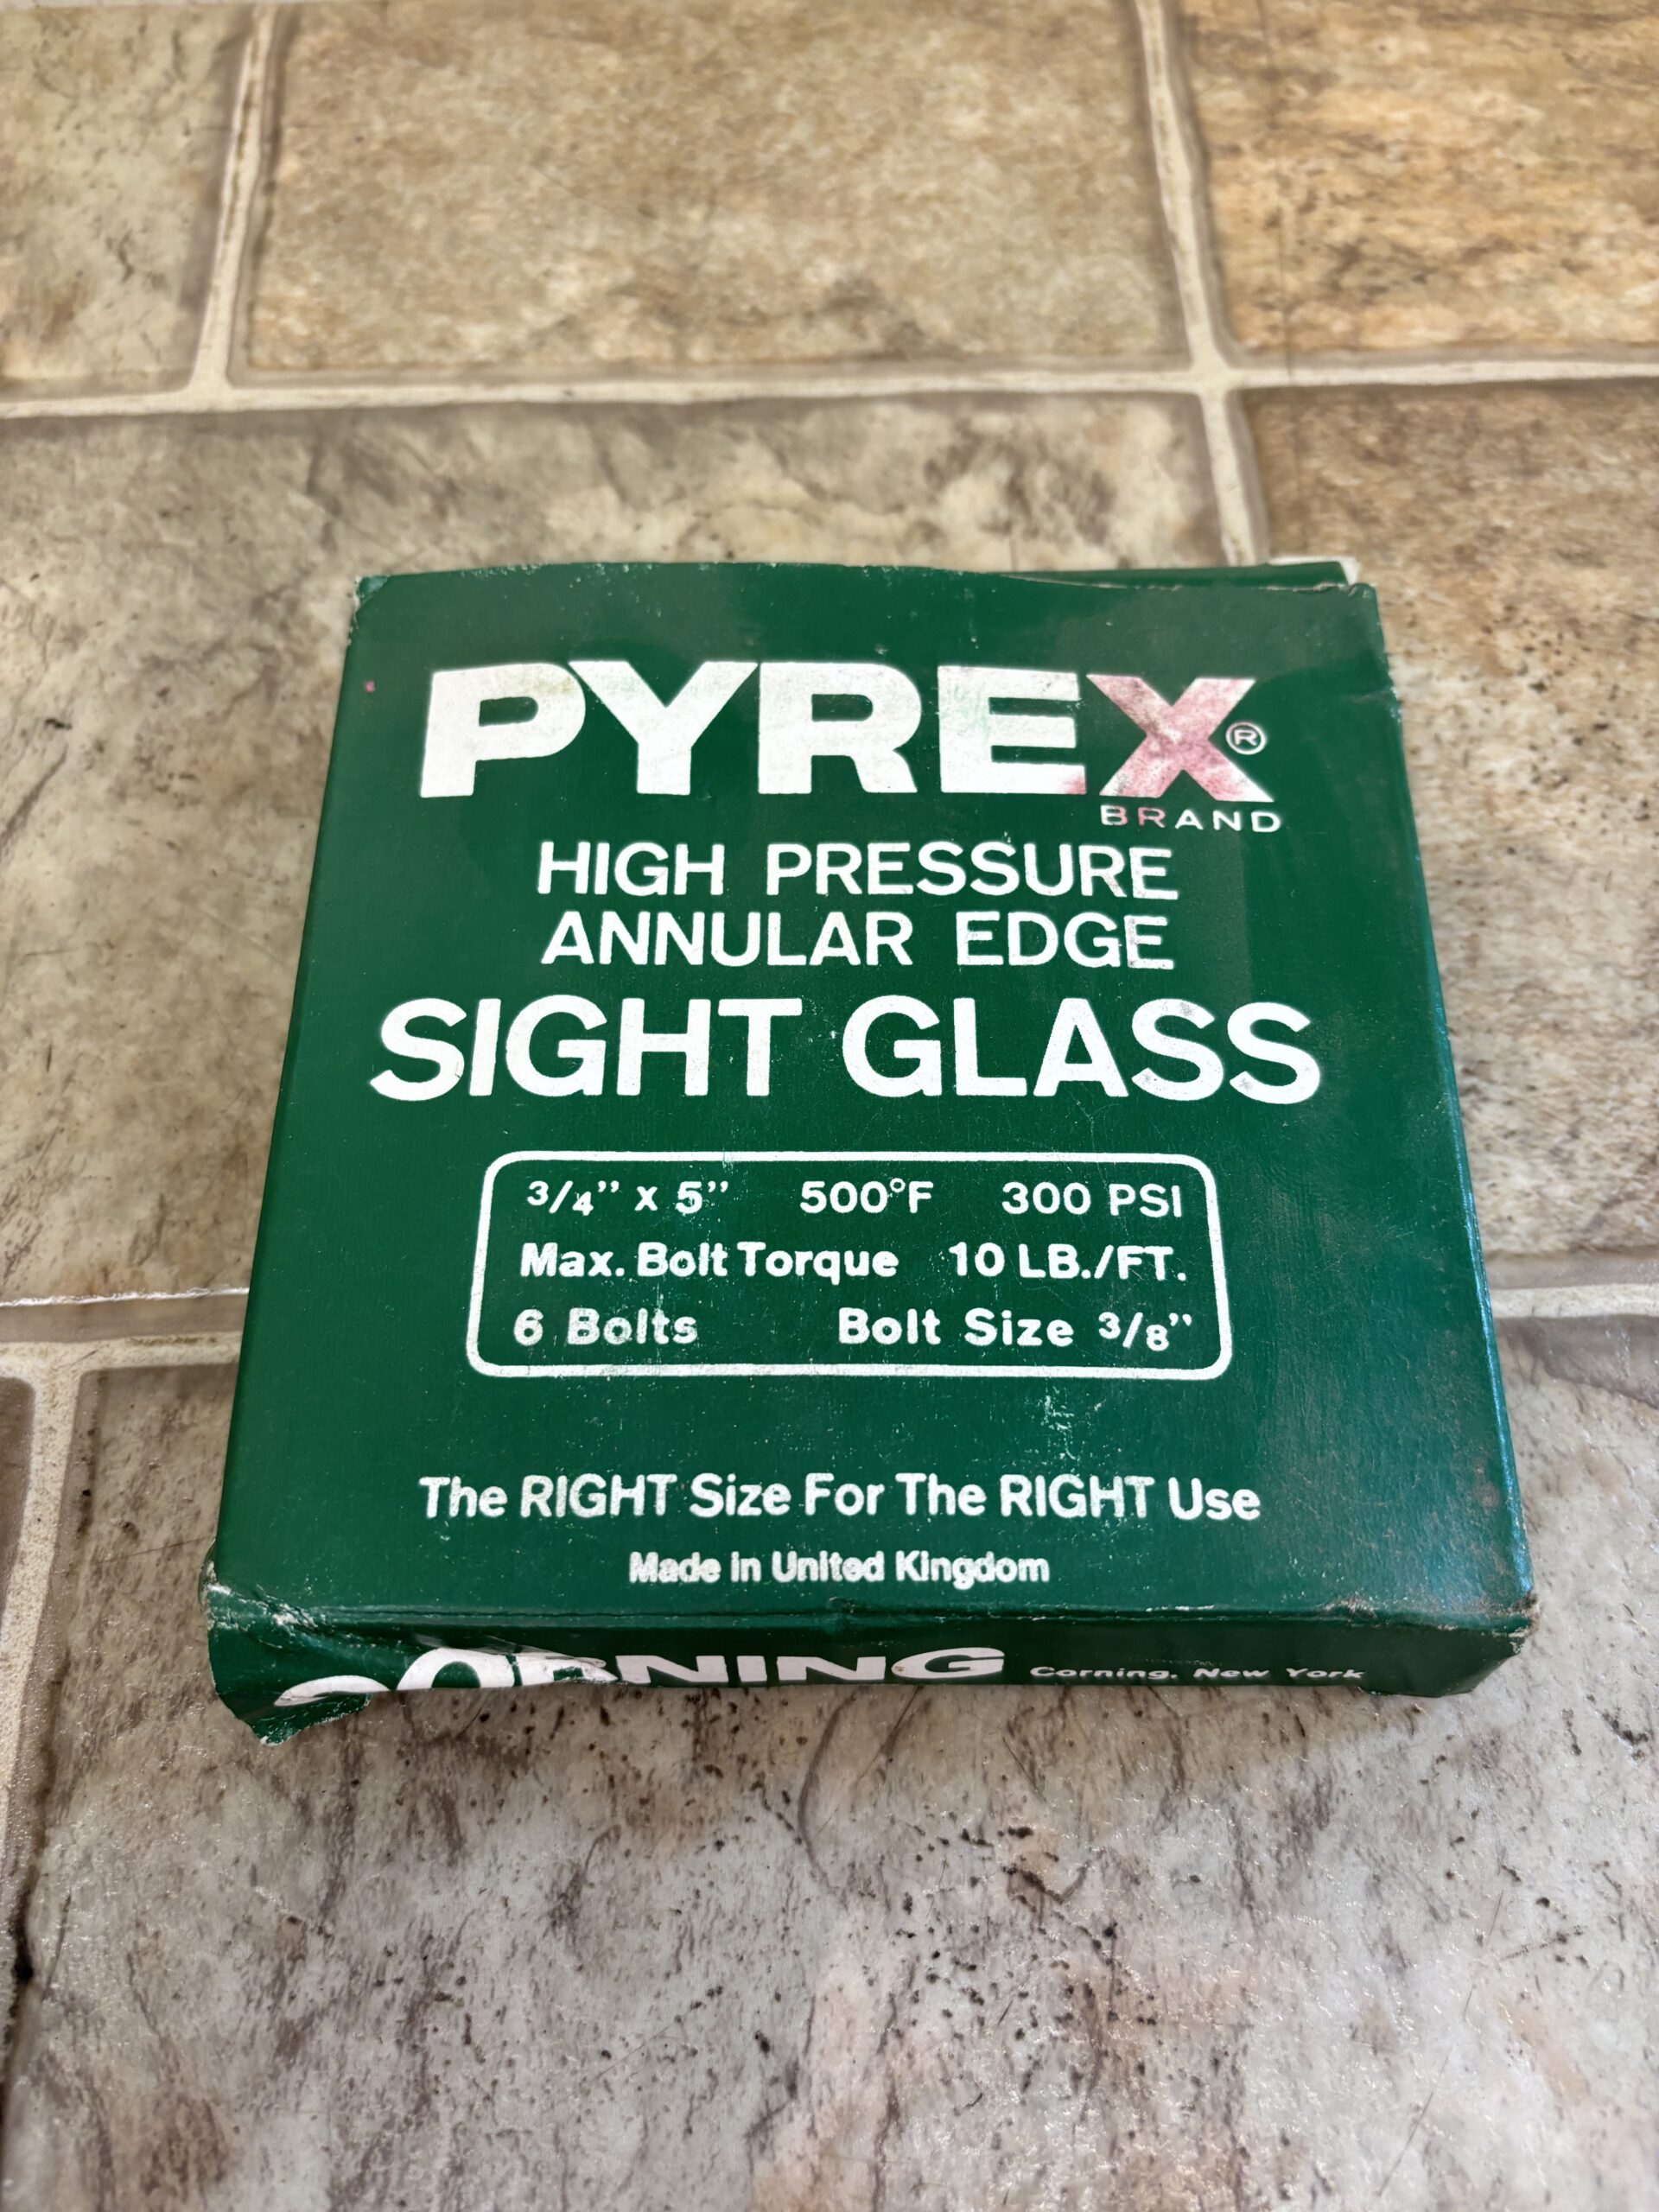 PYREX®
BRAND
HIGH PRESSURE
ANNULAR EDGE
SIGHT GLASS
3/4” x 5” 500°F 300 PSI
Max. Bolt Torque 10 LB./FT.
6 Bolts Bolt Size 3/8”
The RIGHT Size For The RIGHT Use
Made in United Kingdom
CORNING Corning, New York